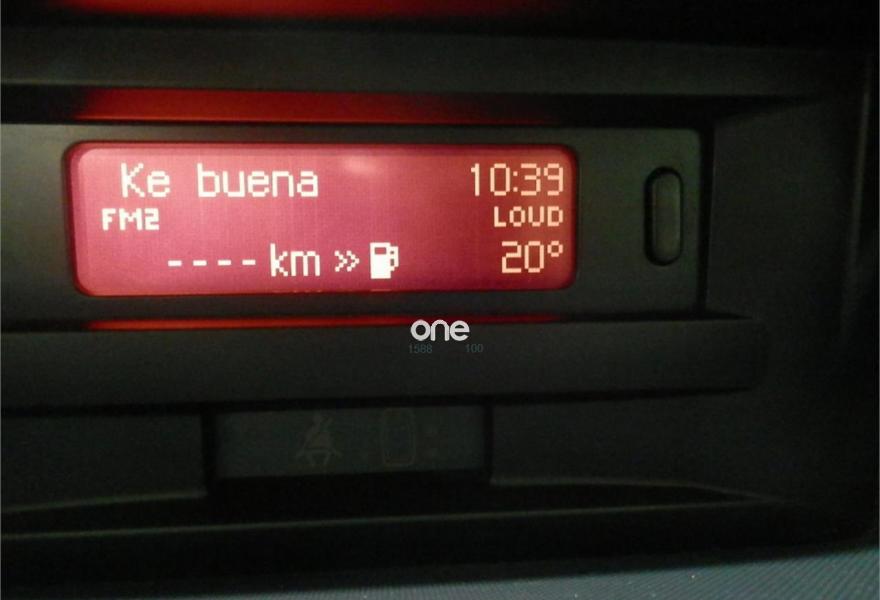 Ke buena 10:39
FM2 LOUD
---- km » 20°
one
1588 100